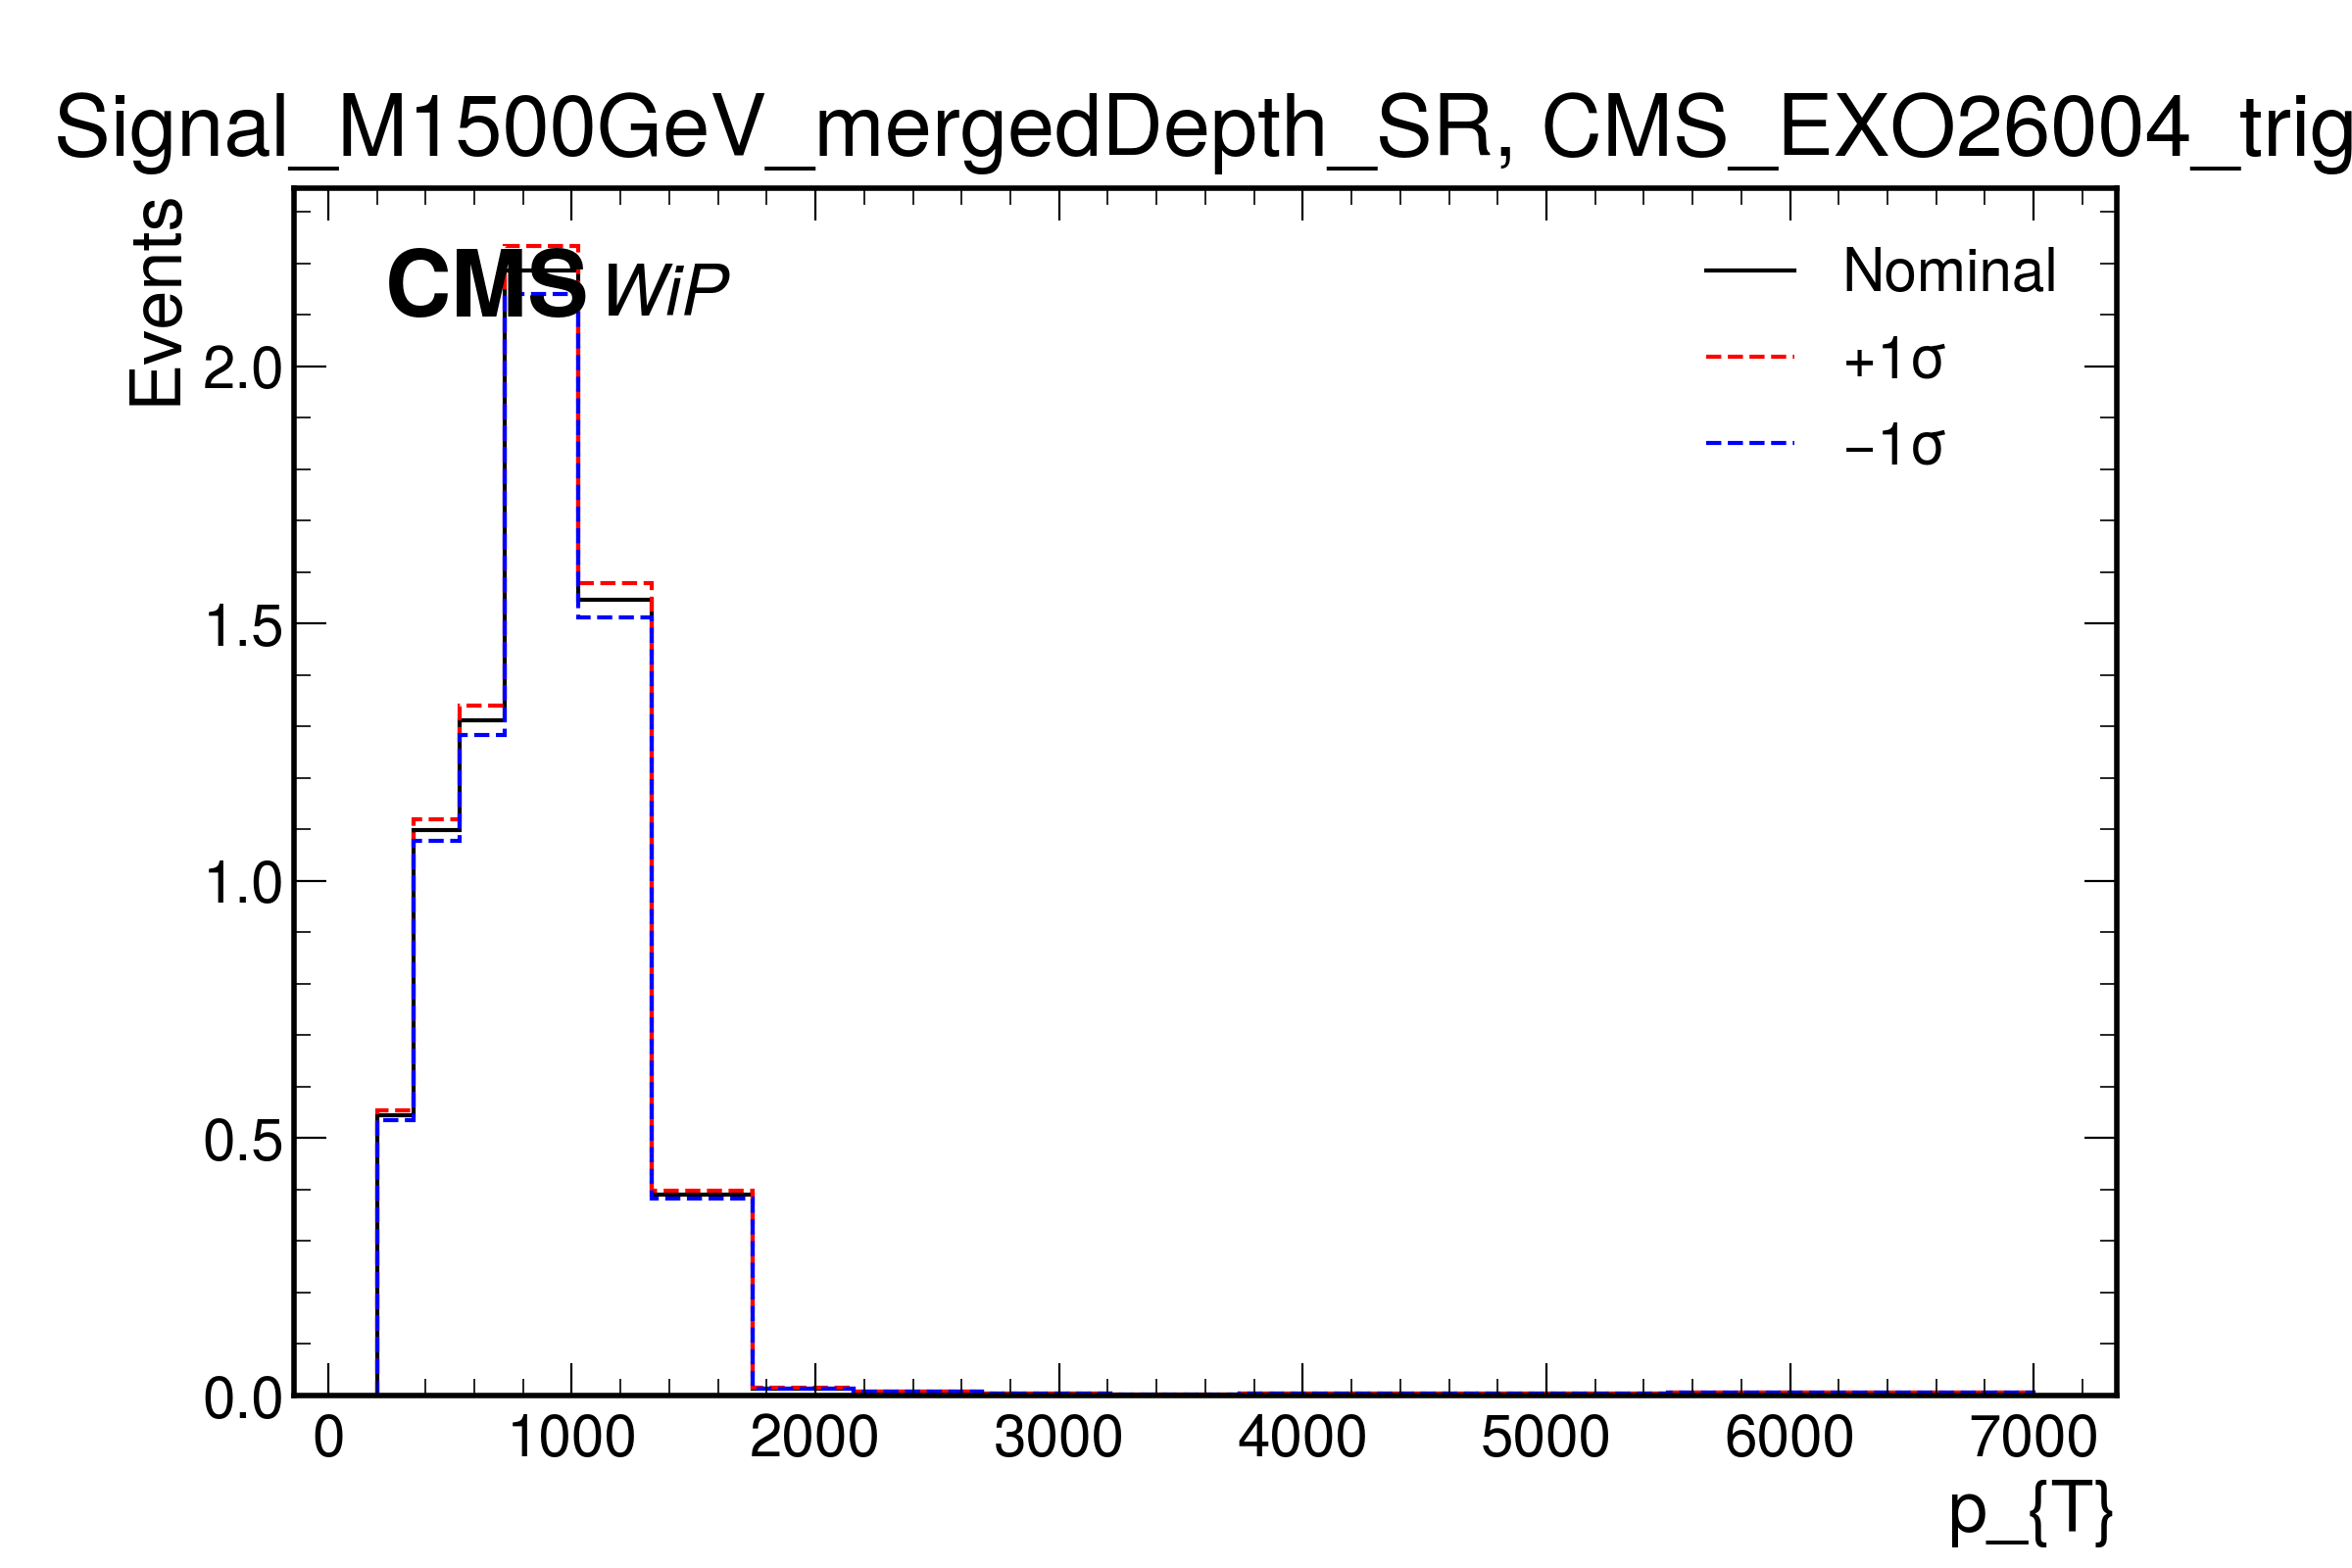 Signal_M1500GeV_mergedDepth_SR, CMS_EXO26004_trig
Events
CMS WiP
Nominal
+1σ
−1σ
2.0
1.5
1.0
0.5
0.0
0 1000 2000 3000 4000 5000 6000 7000
p_{T}